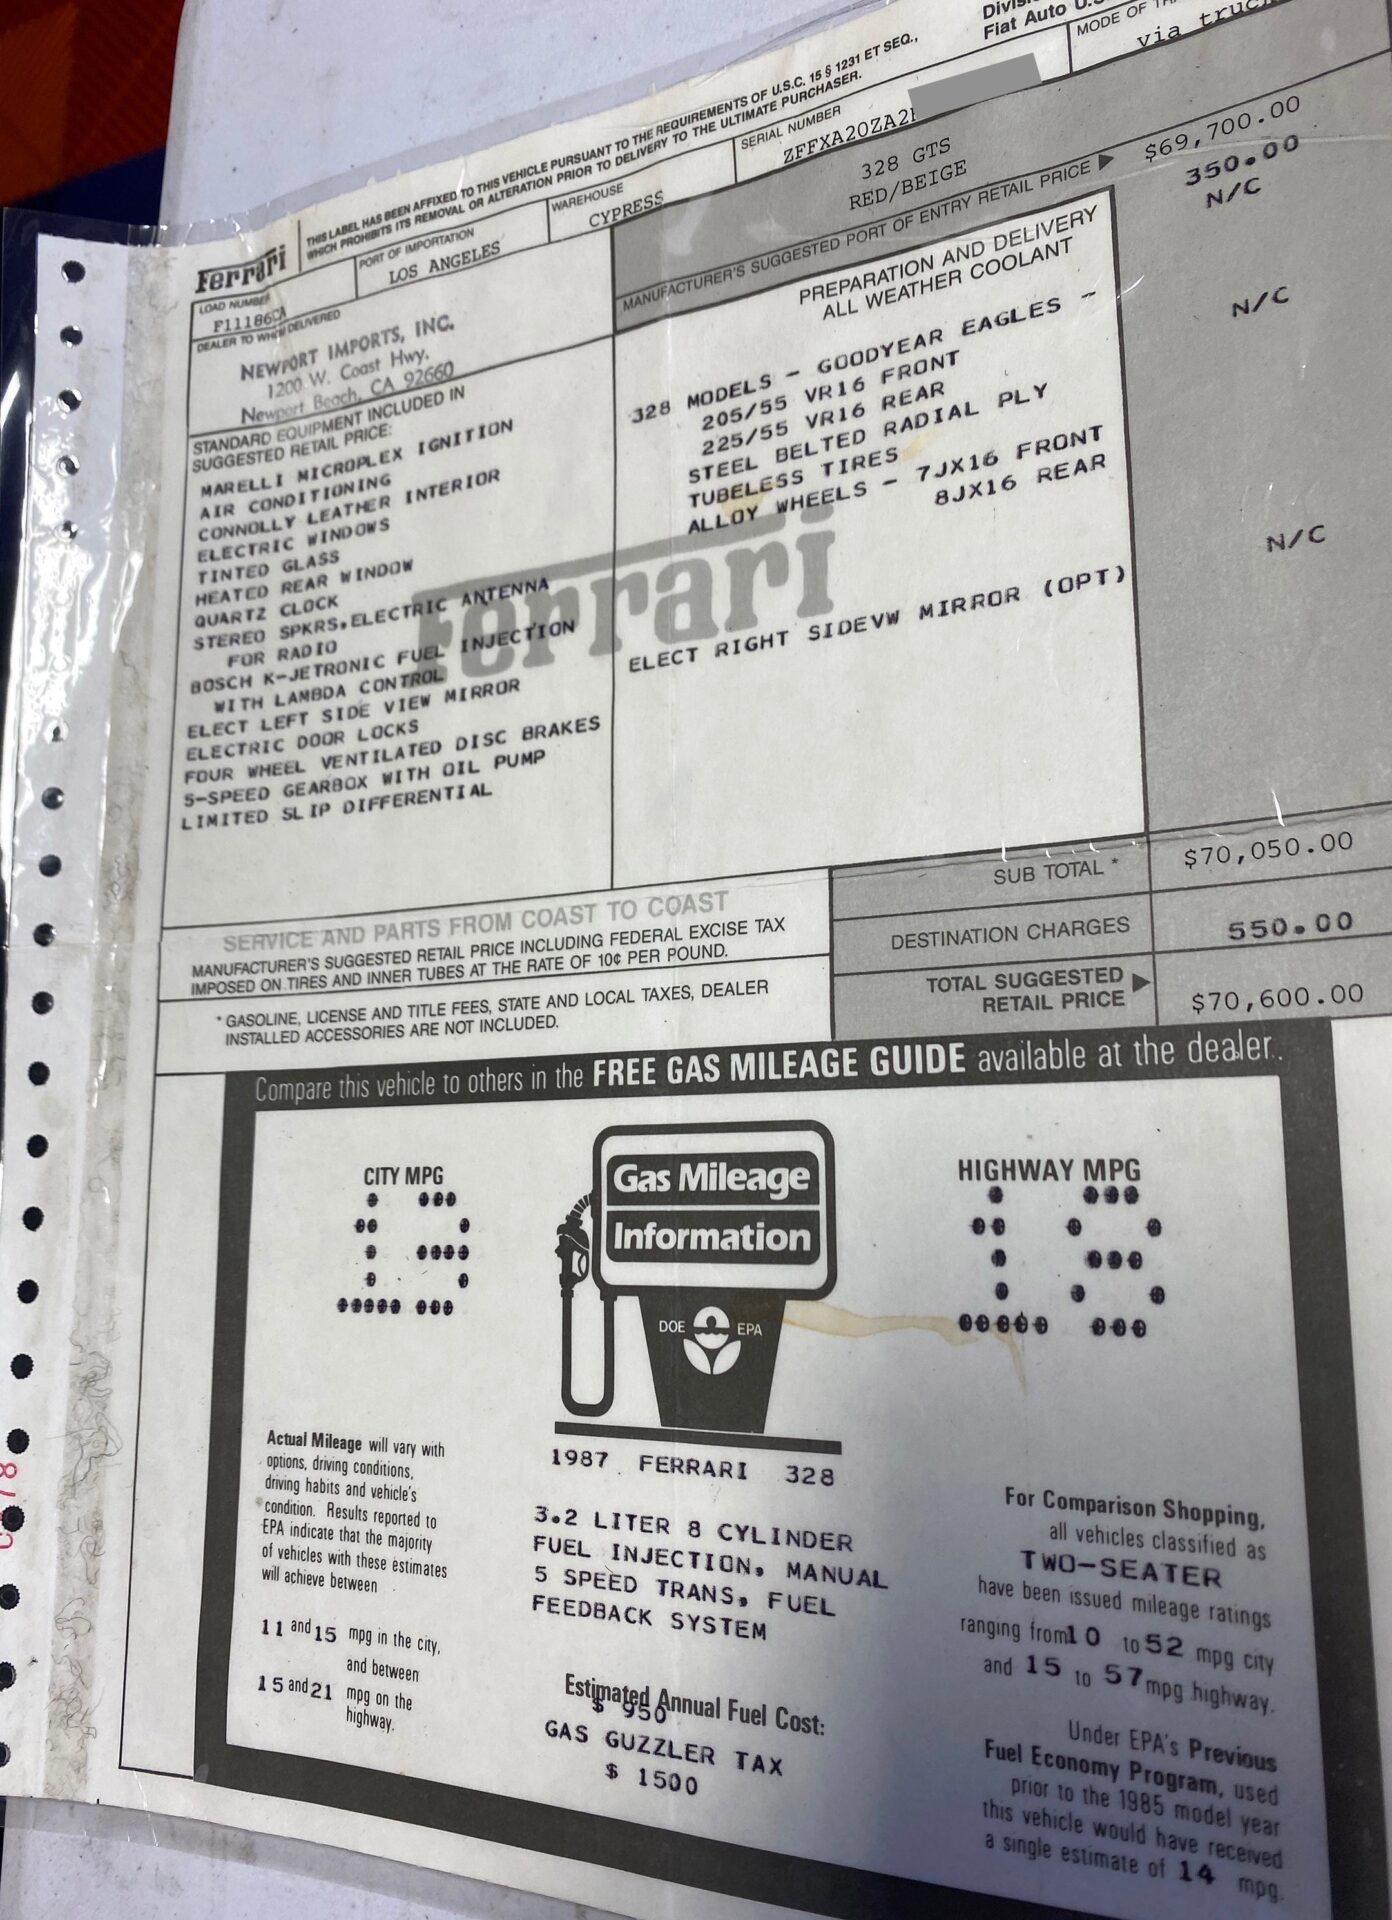 Fiat Auto U.S.
MODE OF
via truck
THIS LABEL HAS BEEN AFFIXED TO THIS VEHICLE PURSUANT TO THE REQUIREMENTS OF U.S.C. 15 § 1231 ET SEQ.,
WHICH PROHIBITS ITS REMOVAL OR ALTERATION PRIOR TO DELIVERY TO THE ULTIMATE PURCHASER.
Ferrari
LOAD NUMBER
F11186CA
PORT OF IMPORTATION
LOS ANGELES
WAREHOUSE
CYPRESS
SERIAL NUMBER
ZFFXA20ZA2
DEALER TO WHOM DELIVERED
NEWPORT IMPORTS, INC.
1200 W. Coast Hwy.
Newport Beach, CA 92660
328 GTS
RED/BEIGE
MANUFACTURER'S SUGGESTED PORT OF ENTRY RETAIL PRICE ▶ $69,700.00
PREPARATION AND DELIVERY 350.00
ALL WEATHER COOLANT N/C
STANDARD EQUIPMENT INCLUDED IN
SUGGESTED RETAIL PRICE:
MARELLI MICROPLEX IGNITION
AIR CONDITIONING
CONNOLLY LEATHER INTERIOR
ELECTRIC WINDOWS
TINTED GLASS
HEATED REAR WINDOW
QUARTZ CLOCK
STEREO SPKRS,ELECTRIC ANTENNA
FOR RADIO
BOSCH K-JETRONIC FUEL INJECTION
WITH LAMBDA CONTROL
ELECT LEFT SIDE VIEW MIRROR
ELECTRIC DOOR LOCKS
FOUR WHEEL VENTILATED DISC BRAKES
5-SPEED GEARBOX WITH OIL PUMP
LIMITED SLIP DIFFERENTIAL
328 MODELS - GOODYEAR EAGLES - N/C
205/55 VR16 FRONT
225/55 VR16 REAR
STEEL BELTED RADIAL PLY
TUBELESS TIRES
ALLOY WHEELS - 7JX16 FRONT
8JX16 REAR
Ferrari
ELECT RIGHT SIDEVW MIRROR (OPT) N/C
SUB TOTAL * $70,050.00
DESTINATION CHARGES 550.00
TOTAL SUGGESTED
RETAIL PRICE ▶ $70,600.00
SERVICE AND PARTS FROM COAST TO COAST
MANUFACTURER'S SUGGESTED RETAIL PRICE INCLUDING FEDERAL EXCISE TAX
IMPOSED ON TIRES AND INNER TUBES AT THE RATE OF 10¢ PER POUND.
* GASOLINE, LICENSE AND TITLE FEES, STATE AND LOCAL TAXES, DEALER
INSTALLED ACCESSORIES ARE NOT INCLUDED.
Compare this vehicle to others in the FREE GAS MILEAGE GUIDE available at the dealer.
CITY MPG
13
Gas Mileage
Information
DOE EPA
HIGHWAY MPG
18
Actual Mileage will vary with
options, driving conditions,
driving habits and vehicle's
condition. Results reported to
EPA indicate that the majority
of vehicles with these estimates
will achieve between
11 and 15 mpg in the city,
and between
15 and 21 mpg on the
highway.
1987 FERRARI 328
3.2 LITER 8 CYLINDER
FUEL INJECTION, MANUAL
5 SPEED TRANS, FUEL
FEEDBACK SYSTEM
Estimated Annual Fuel Cost:
$ 950
GAS GUZZLER TAX
$ 1500
For Comparison Shopping,
all vehicles classified as
TWO-SEATER
have been issued mileage ratings
ranging from 10 to 52 mpg city
and 15 to 57 mpg highway.
Under EPA's Previous
Fuel Economy Program, used
prior to the 1985 model year
this vehicle would have received
a single estimate of 14 mpg.